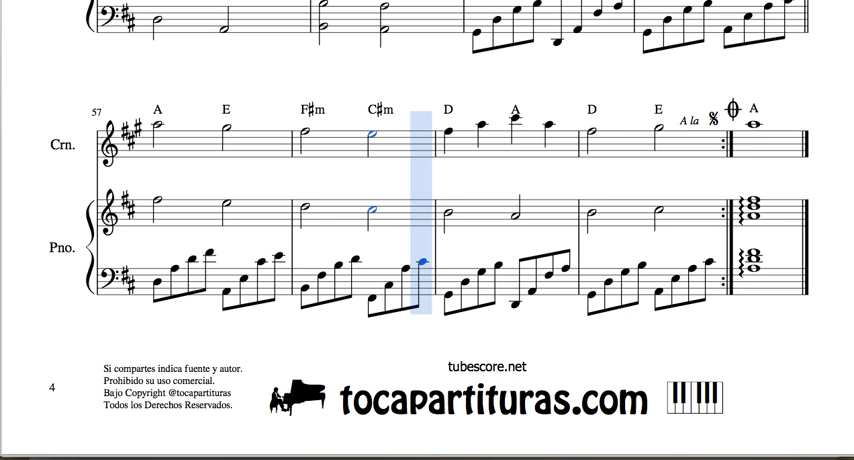 57
A E F♯m C♯m D A D E A la A
Crn.
Pno.
tubescore.net
Si compartes indica fuente y autor.
Prohibido su uso comercial.
Bajo Copyright @tocapartituras
Todos los Derechos Reservados.
4
tocapartituras.com